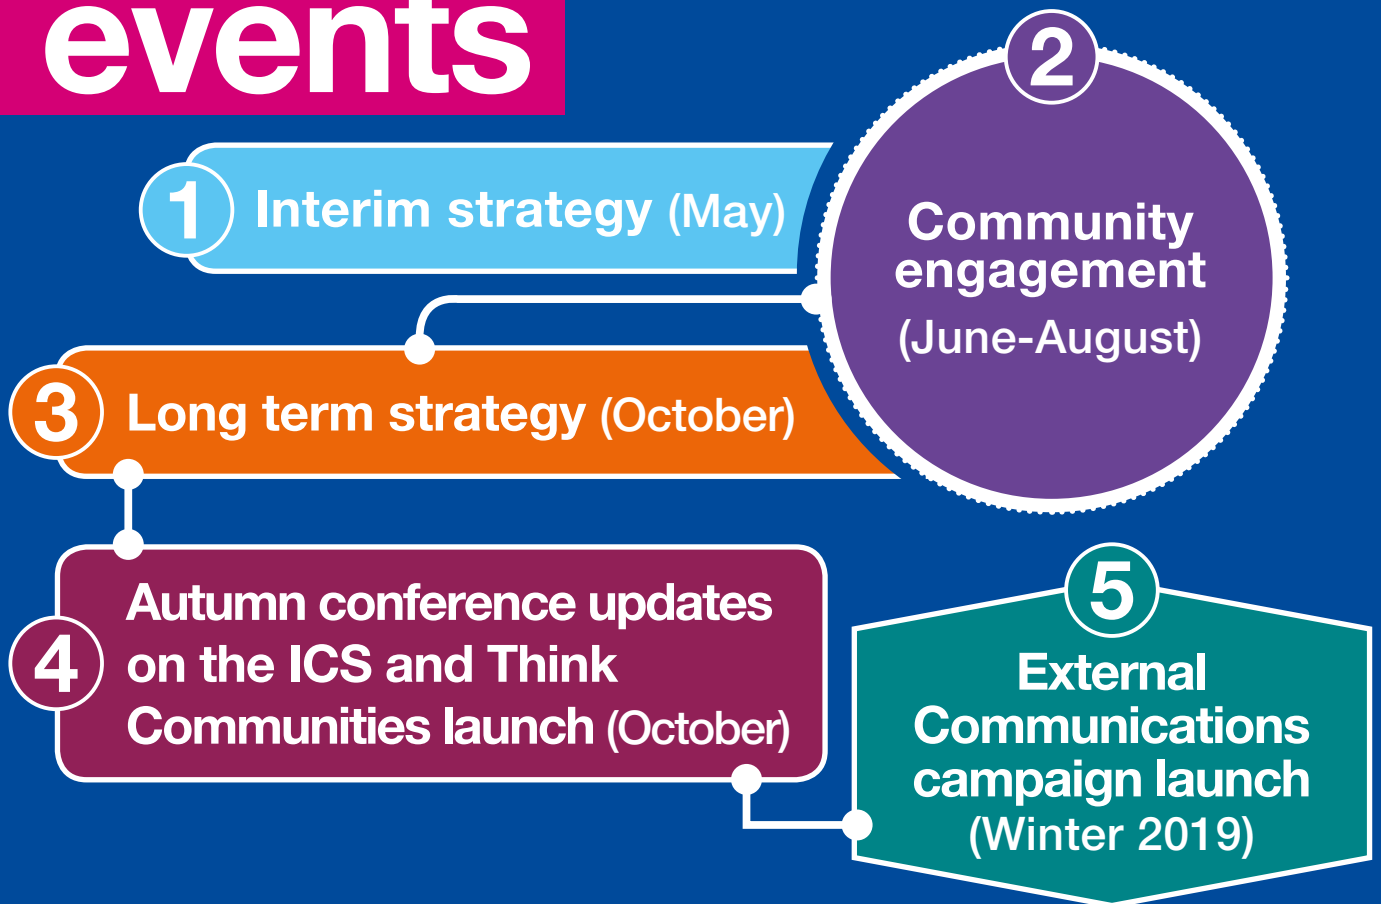 events
1 Interim strategy (May)
2
Community
engagement
(June-August)
3 Long term strategy (October)
4
Autumn conference updates
on the ICS and Think
Communities launch (October)
5
External
Communications
campaign launch
(Winter 2019)